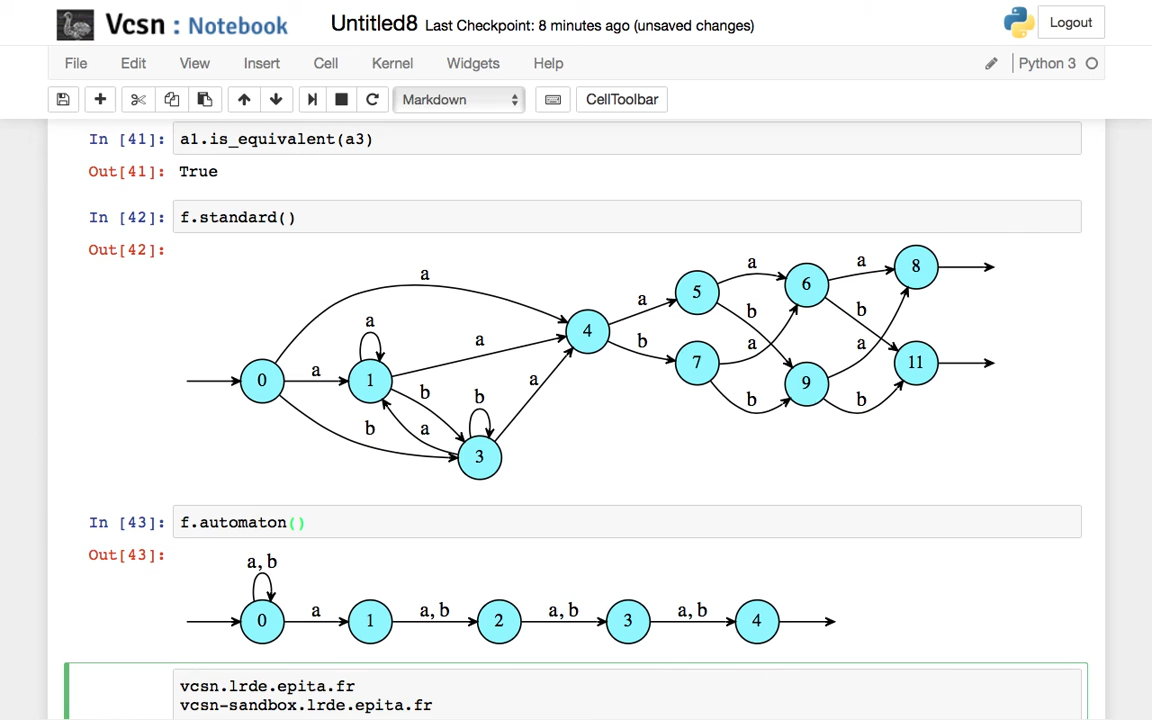 Vcsn : Notebook Untitled8 Last Checkpoint: 8 minutes ago (unsaved changes) Logout
File Edit View Insert Cell Kernel Widgets Help Python 3
Markdown CellToolbar
In [41]: a1.is_equivalent(a3)
Out[41]: True
In [42]: f.standard()
Out[42]:
0 1 3 4 5 7 6 9 8 11
a a b a a b a b a a b a b a b a b a b
In [43]: f.automaton()
Out[43]:
a, b
0 a 1 a, b 2 a, b 3 a, b 4
vcsn.lrde.epita.fr
vcsn-sandbox.lrde.epita.fr